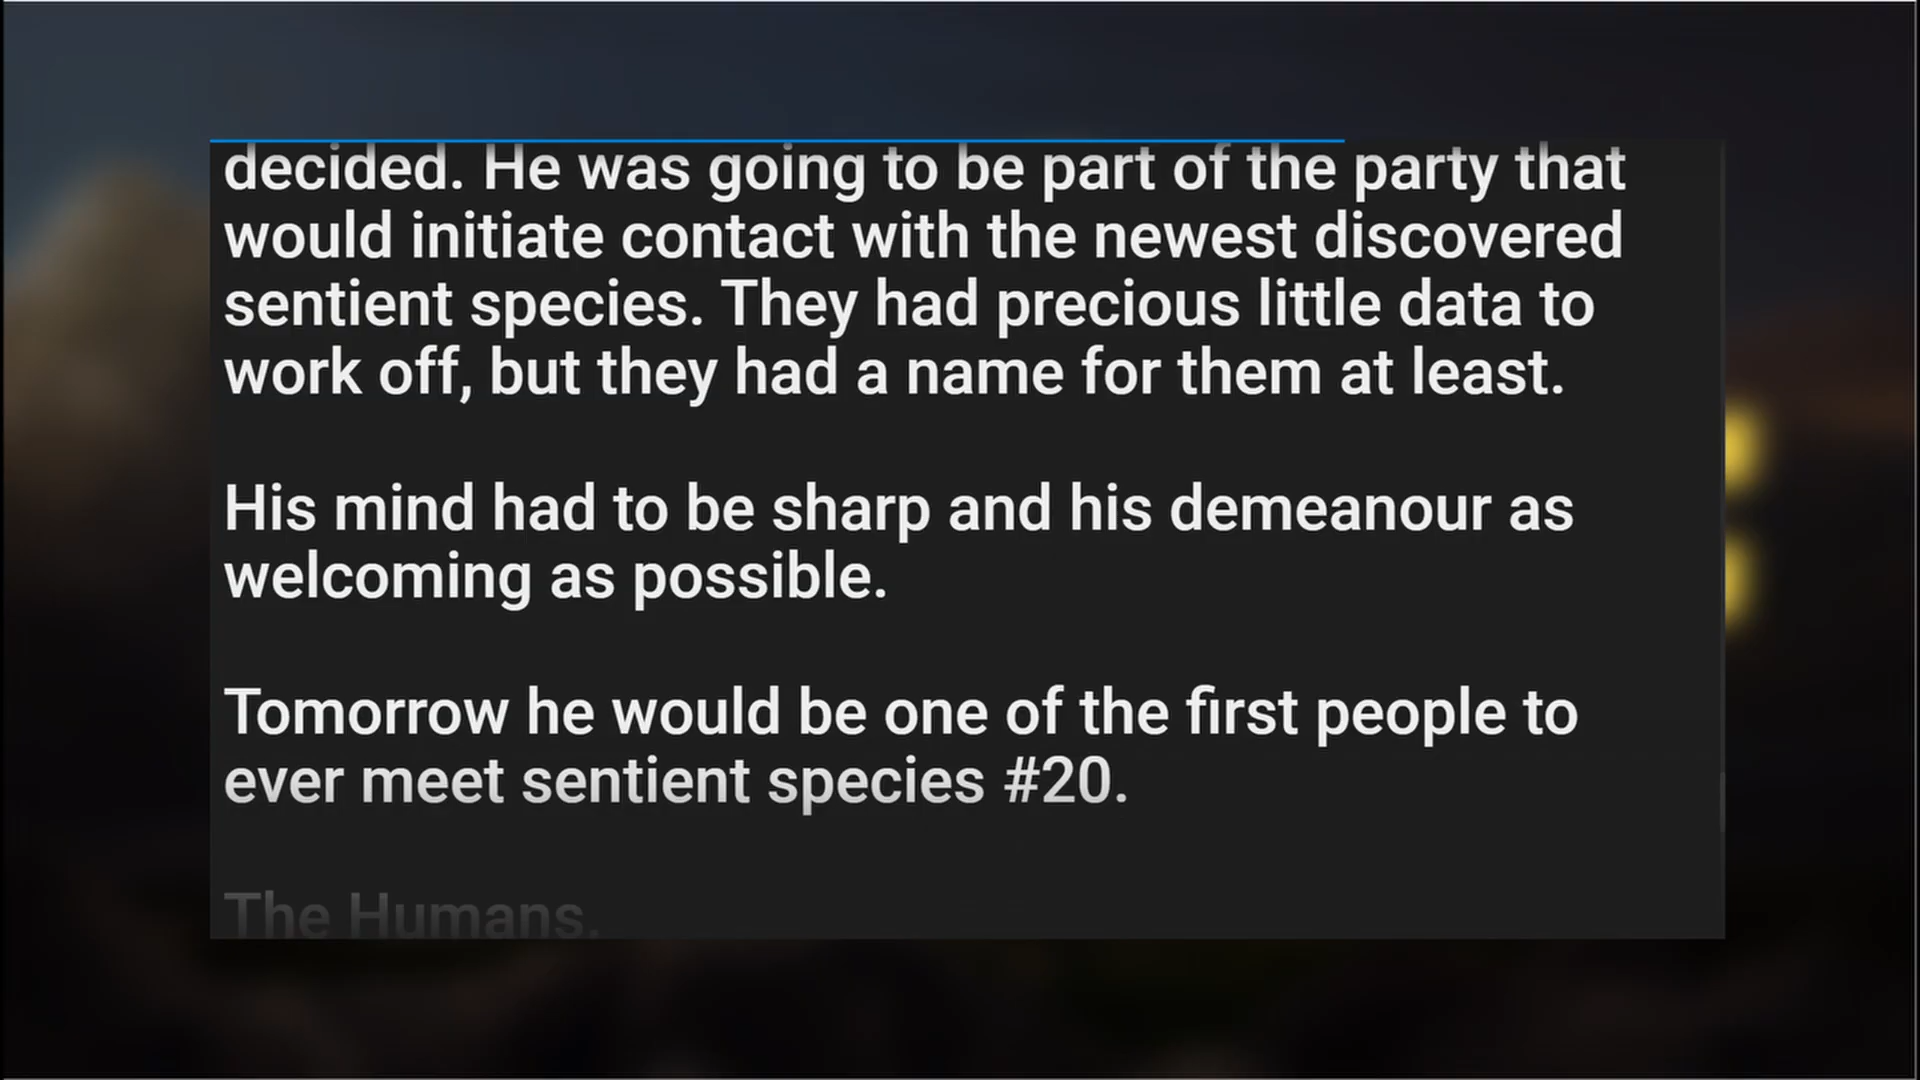 decided. He was going to be part of the party that
would initiate contact with the newest discovered
sentient species. They had precious little data to
work off, but they had a name for them at least.
His mind had to be sharp and his demeanour as
welcoming as possible.
Tomorrow he would be one of the first people to
ever meet sentient species #20.
The Humans.